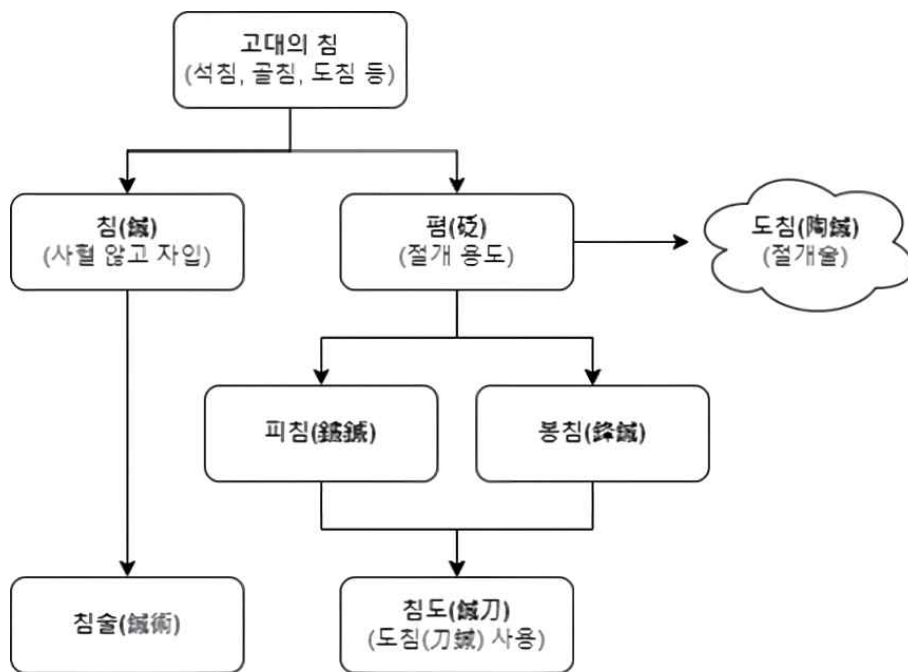 고대의 침
(석침, 골침, 도침 등)
침(鍼)
(사혈 않고 자입)
폄(砭)
(절개 용도)
도침(陶鍼)
(절개술)
피침(鈹鍼)
봉침(鋒鍼)
침술(鍼術)
침도(鍼刀)
(도침(刀鍼) 사용)